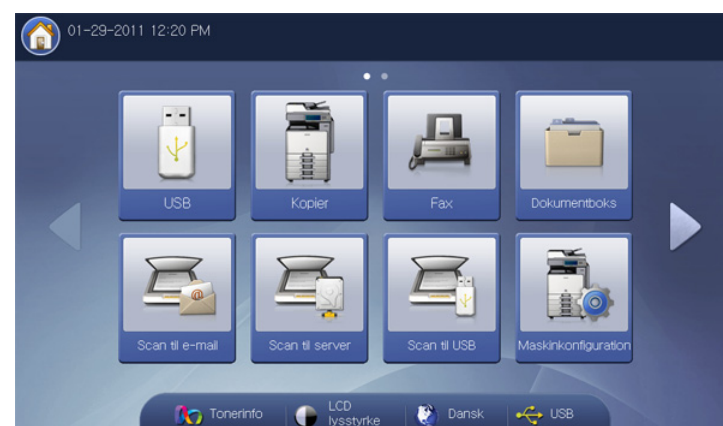 01-29-2011 12:20 PM
USB
Kopier
Fax
Dokumentboks
Scan til e-mail
Scan til server
Scan til USB
Maskinkonfiguration
Tonerinfo
LCD
lysstyrke
Dansk
USB